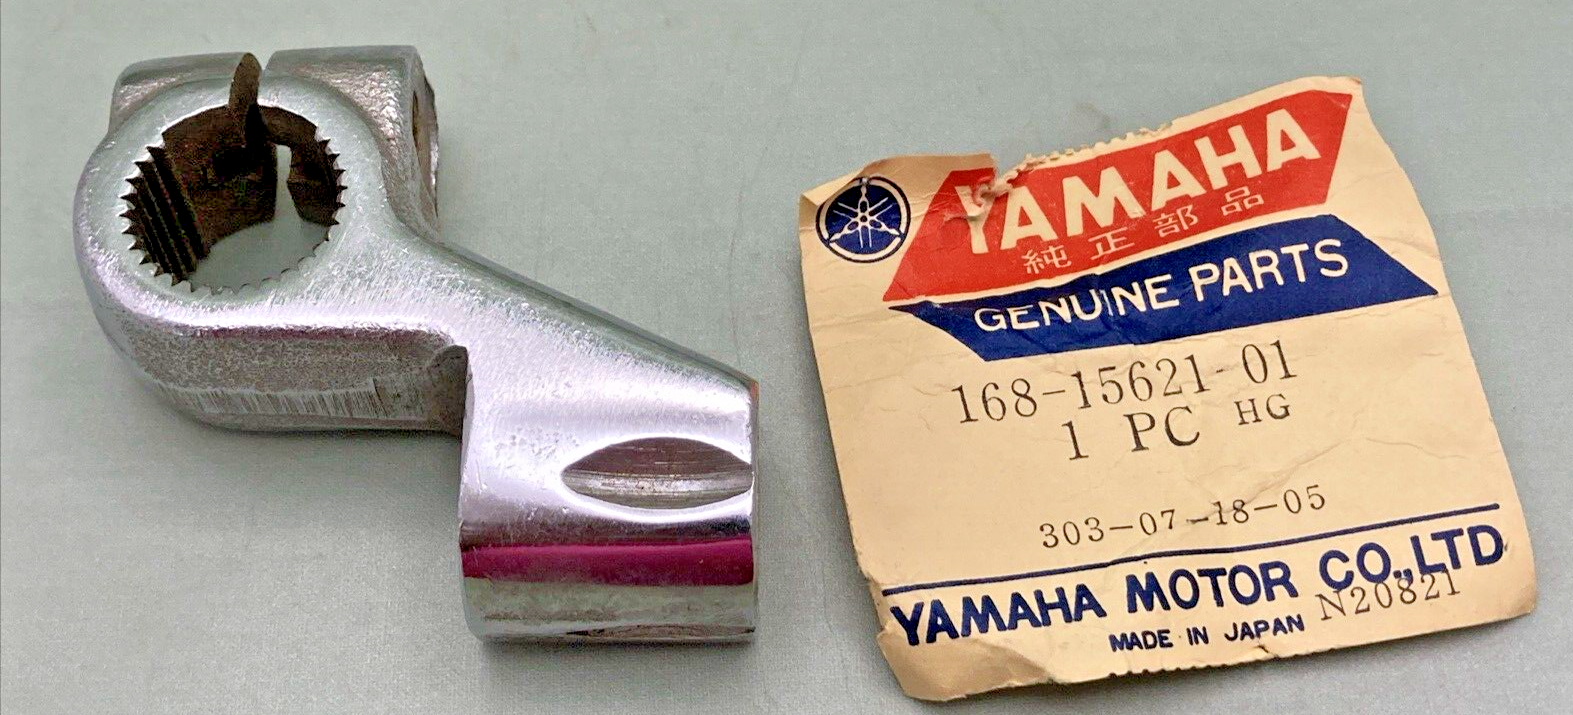 YAMAHA
純正部品
GENUINE PARTS
168-15621-01
1 PC HG
303-07-18-05
YAMAHA MOTOR CO.,LTD
N20821
MADE IN JAPAN